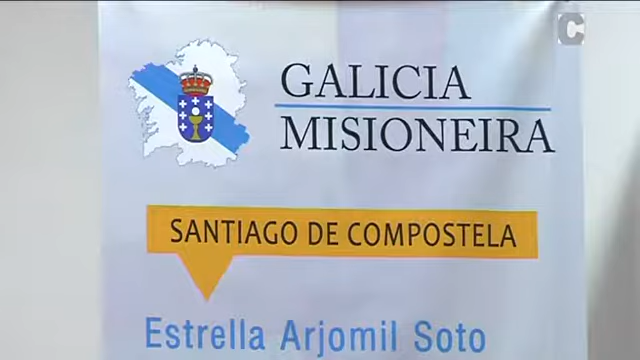 C
GALICIA
MISIONEIRA
SANTIAGO DE COMPOSTELA
Estrella Arjomil Soto